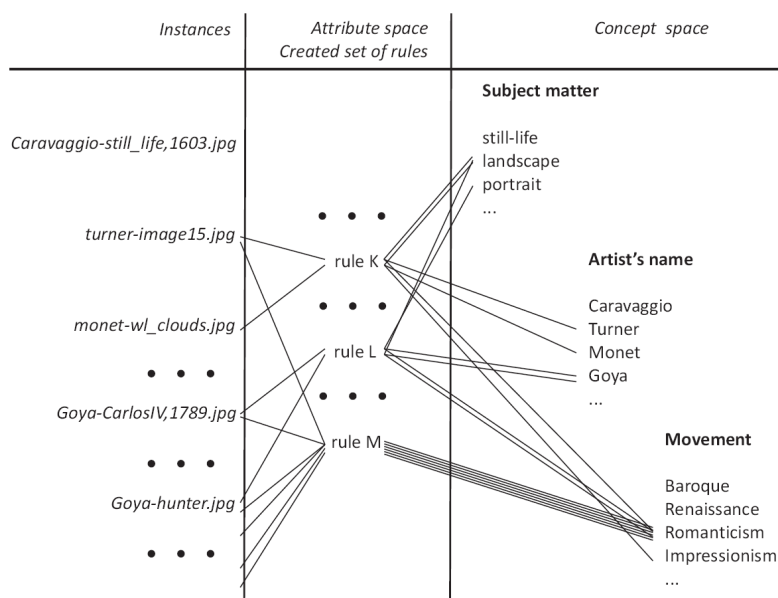 Instances
Attribute space
Created set of rules
Concept space
Subject matter
Caravaggio-still_life,1603.jpg
still-life
landscape
portrait
...
turner-image15.jpg
rule K
Artist's name
Caravaggio
Turner
Monet
Goya
...
monet-wl_clouds.jpg
rule L
Goya-CarlosIV,1789.jpg
rule M
Movement
Baroque
Renaissance
Romanticism
Impressionism
...
Goya-hunter.jpg